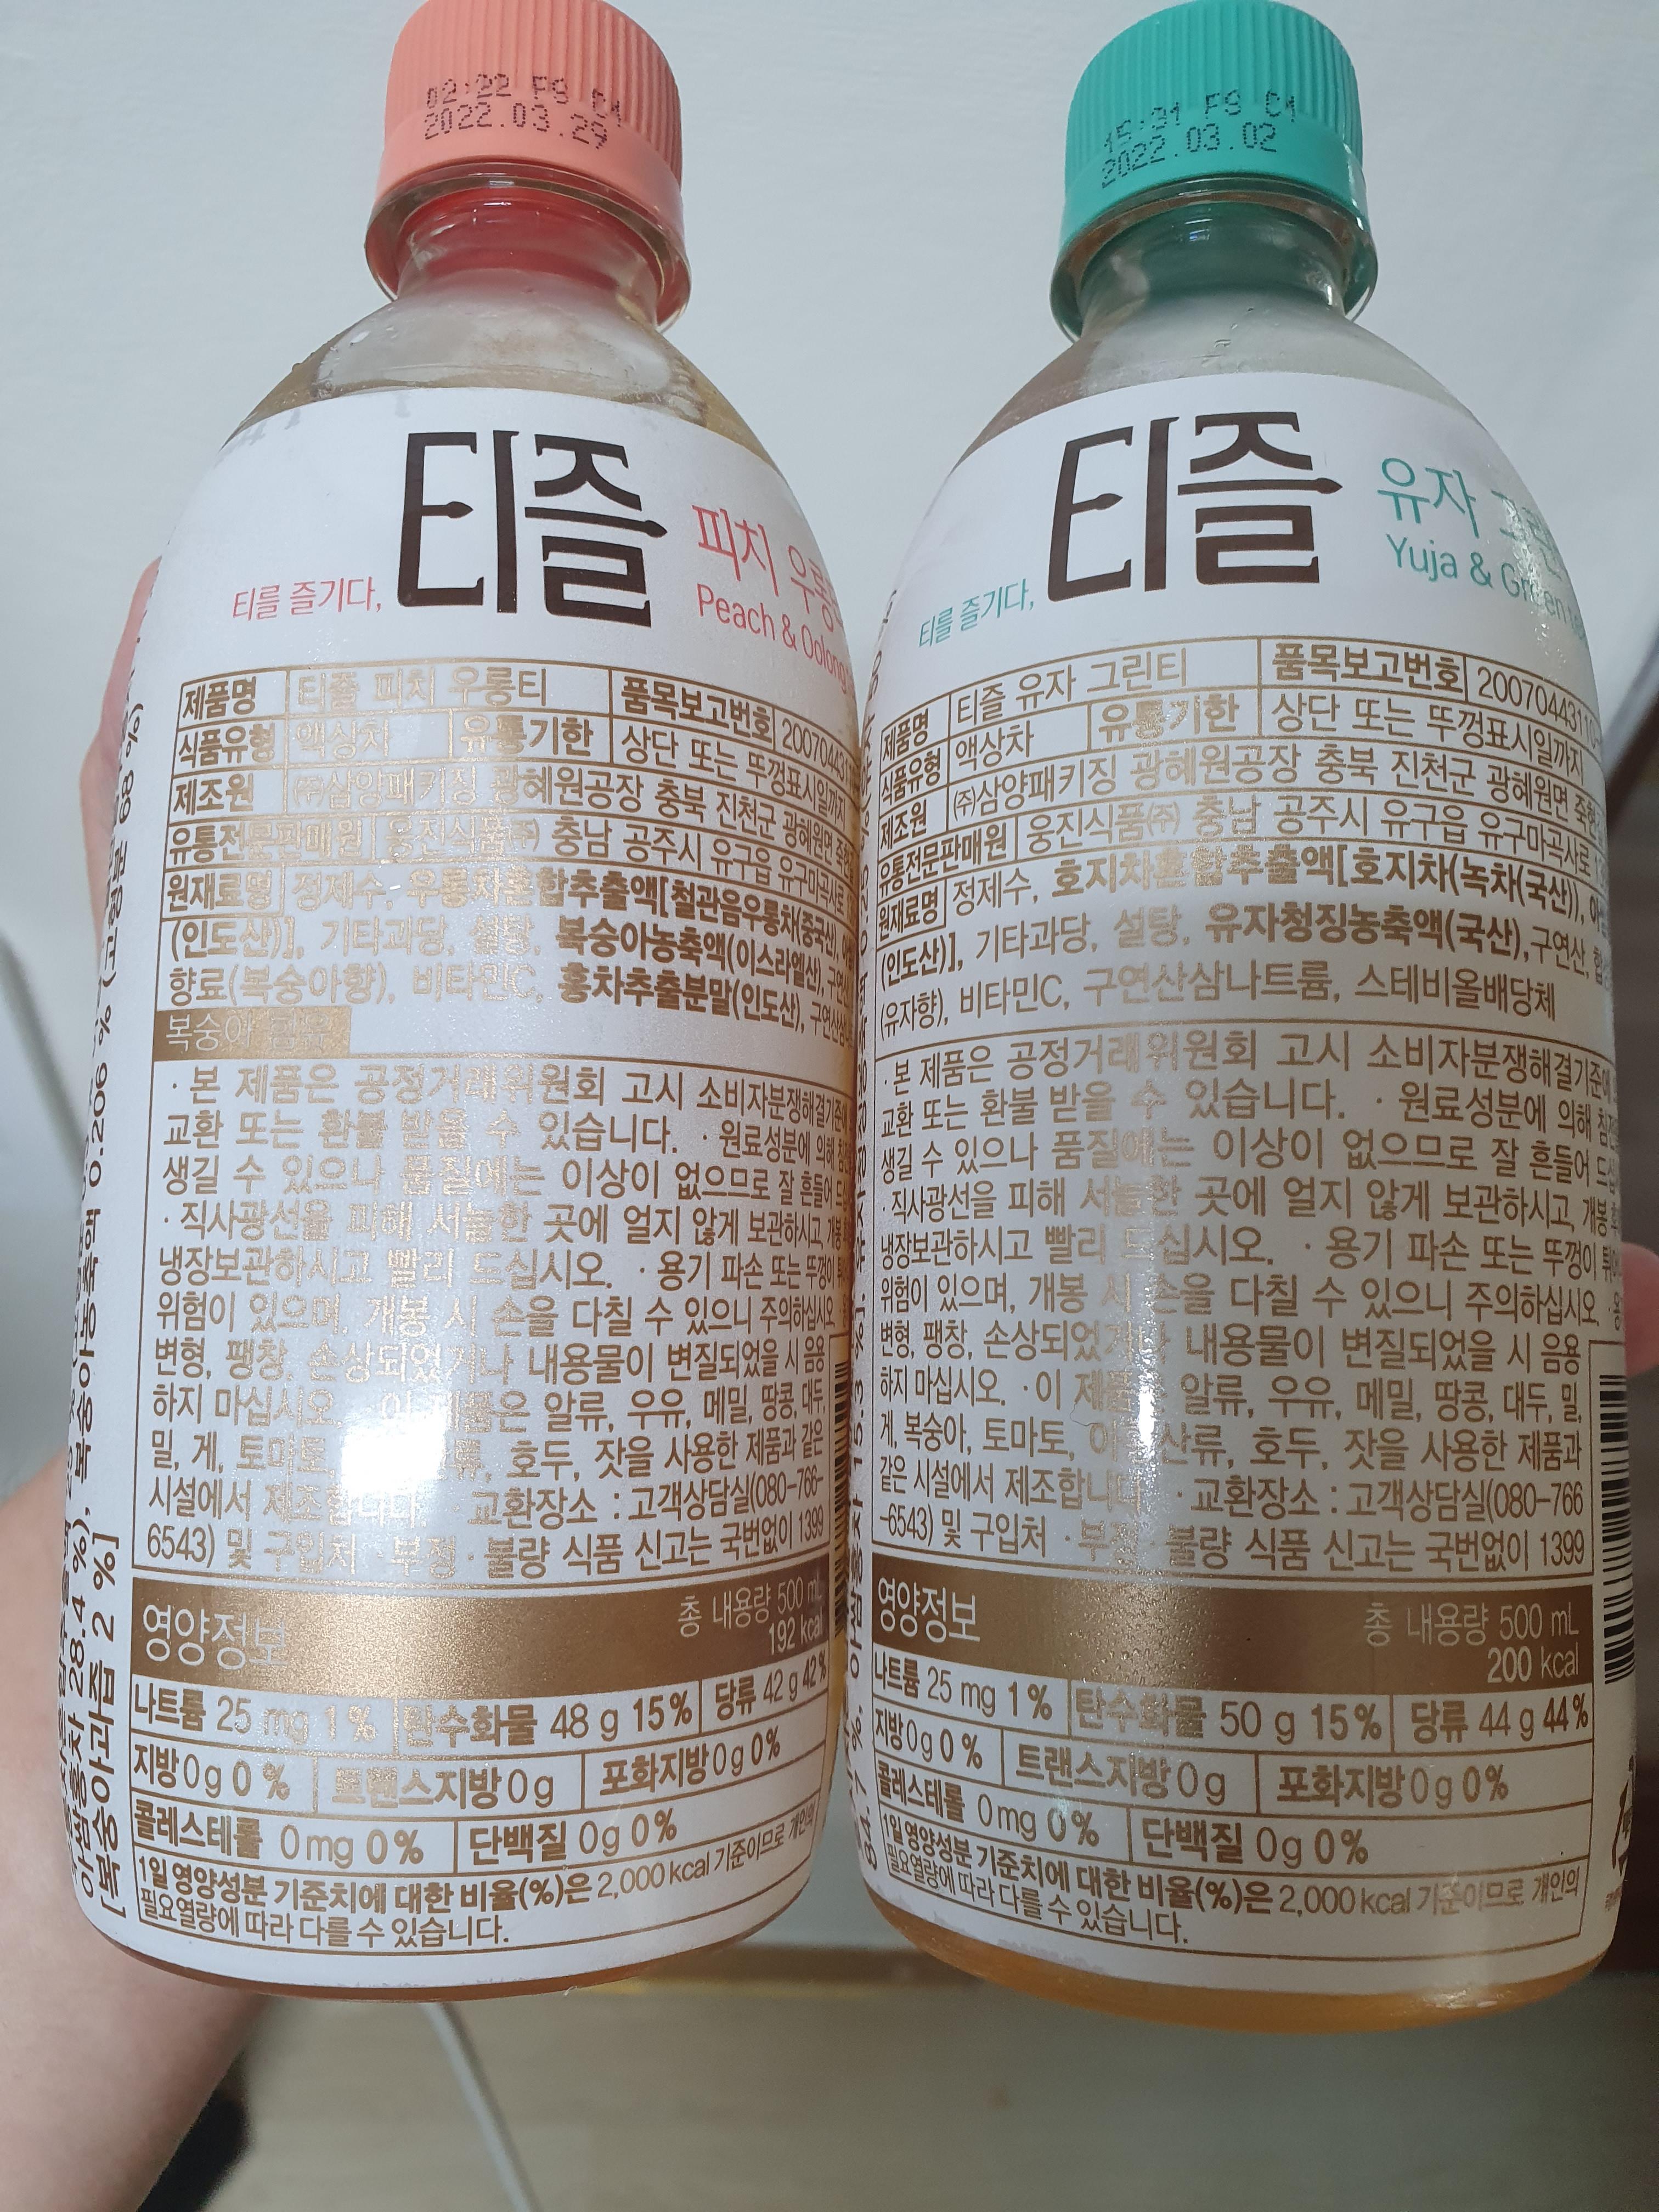 2022.03.29
티즐
피치 우롱
티를 즐기다,
Peach & Oolong
제품명 티즐 피치 우롱티 품목보고번호
식품유형 액상차 유통기한 상단 또는 뚜껑표시일까지
제조원 ㈜삼양패키징 광혜원공장 충북 진천군 광혜원면
유통전문판매원 웅진식품㈜ 충남 공주시 유구읍 유구마곡사로
원재료명 정제수, 우롱차혼합추출액[철관음우롱차(중국산),
(인도산)], 기타과당, 설탕, 복숭아농축액(이스라엘산),
향료(복숭아향), 비타민C, 홍차추출분말(인도산),
복숭아 함유
· 본 제품은 공정거래위원회 고시 소비자분쟁해결기준에
교환 또는 환불 받을 수 있습니다. · 원료성분에 의해
생길 수 있으나 품질에는 이상이 없으므로 잘 흔들어
· 직사광선을 피해 서늘한 곳에 얼지 않게 보관하시고, 개봉
냉장보관하시고 빨리 드십시오. · 용기 파손 또는 뚜껑이
위험이 있으며, 개봉 시 손을 다칠 수 있으니 주의하십시오.
변형, 팽창, 손상되었거나 내용물이 변질되었을 시 음용
하지 마십시오. 알류, 우유, 메밀, 땅콩, 대두,
밀, 게, 토마토, 호두, 잣을 사용한 제품과 같은
시설에서 제조합니다 · 교환장소 : 고객상담실(080-766-
6543) 및 구입처 · 부정 · 불량 식품 신고는 국번없이 1399
영양정보 총 내용량 500 mL
192 kcal
나트륨 25 mg 1% 탄수화물 48 g 15% 당류 42 g 42%
지방 0g 0% 트랜스지방 0g 포화지방 0g 0%
콜레스테롤 0mg 0% 단백질 0g 0%
1일 영양성분 기준치에 대한 비율(%)은 2,000 kcal 기준이므로 개인의
필요열량에 따라 다를 수 있습니다.
복숭아농축액 0.206 %
28.4 %),
[복숭아과즙 2 %]
2022.03.02
티즐
유자 그린
티를 즐기다,
Yuja & Green
제품명 티즐 유자 그린티 품목보고번호
식품유형 액상차 유통기한 상단 또는 뚜껑표시일까지
제조원 ㈜삼양패키징 광혜원공장 충북 진천군 광혜원면
유통전문판매원 웅진식품㈜ 충남 공주시 유구읍 유구마곡사로
원재료명 정제수, 호지차혼합추출액[호지차(녹차(국산)),
(인도산)], 기타과당, 설탕, 유자청징농축액(국산), 구연산,
(유자향), 비타민C, 구연산삼나트륨, 스테비올배당체
· 본 제품은 공정거래위원회 고시 소비자분쟁해결기준에
교환 또는 환불 받을 수 있습니다. · 원료성분에 의해
생길 수 있으나 품질에는 이상이 없으므로 잘 흔들어
· 직사광선을 피해 서늘한 곳에 얼지 않게 보관하시고, 개봉
냉장보관하시고 빨리 드십시오. · 용기 파손 또는 뚜껑이
위험이 있으며, 개봉 시 손을 다칠 수 있으니 주의하십시오.
변형, 팽창, 손상되었거나 내용물이 변질되었을 시 음용
하지 마십시오. · 이 제품은 알류, 우유, 메밀, 땅콩, 대두, 밀,
게, 복숭아, 토마토, 아황산류, 호두, 잣을 사용한 제품과
같은 시설에서 제조합니다 · 교환장소 : 고객상담실(080-766
-6543) 및 구입처 · 부정 · 불량 식품 신고는 국번없이 1399
영양정보 총 내용량 500 mL
200 kcal
나트륨 25 mg 1% 탄수화물 50 g 15% 당류 44 g 44%
지방 0g 0% 트랜스지방 0g 포화지방 0g 0%
콜레스테롤 0mg 0% 단백질 0g 0%
1일 영양성분 기준치에 대한 비율(%)은 2,000 kcal 기준이므로 개인의
필요열량에 따라 다를 수 있습니다.